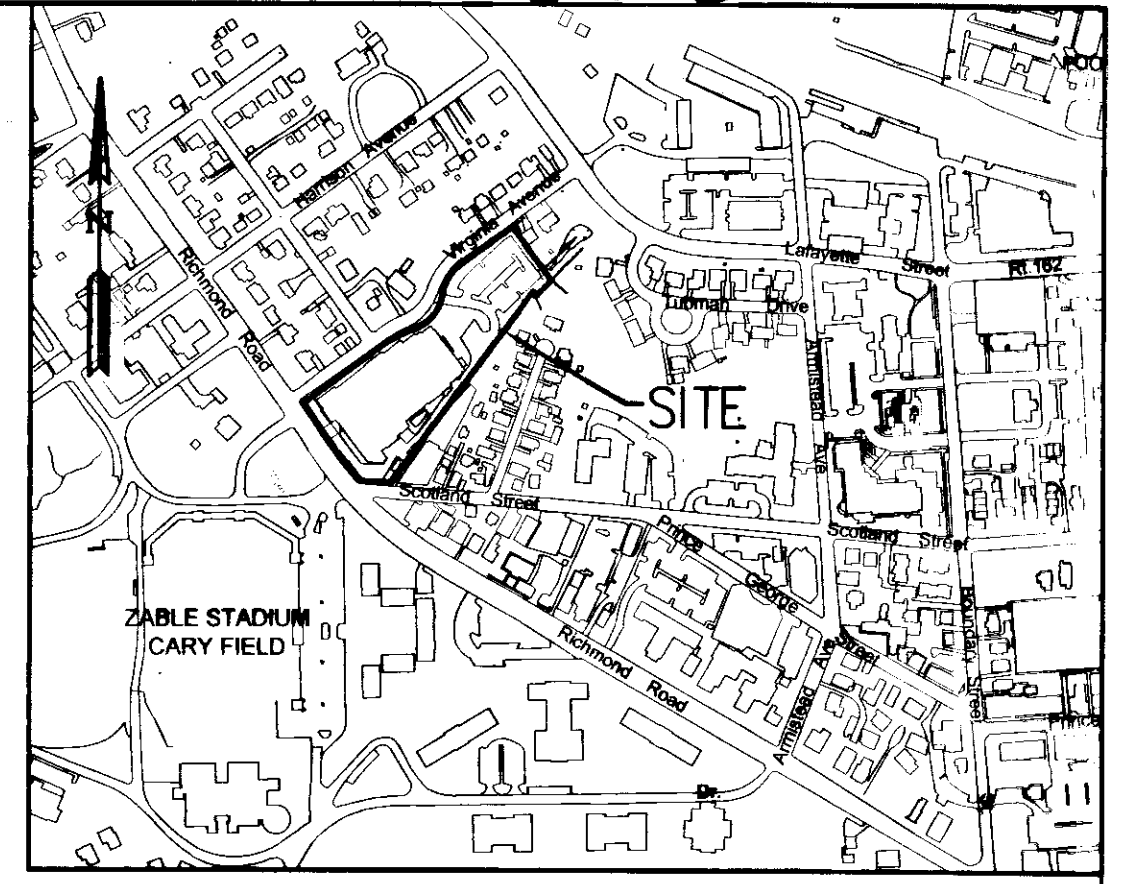 Harrison Avenue
Virginia Avenue
N
Richmond
Road
Lafayette Street
Rt. 162
Tubman Drive
SITE
Armistead
Ave
Scotland Street
Scotland Street
Prince
George
Street
ZABLE STADIUM
CARY FIELD
Richmond Road
Armistead Ave
Boundary
Street
Prince
Dr.